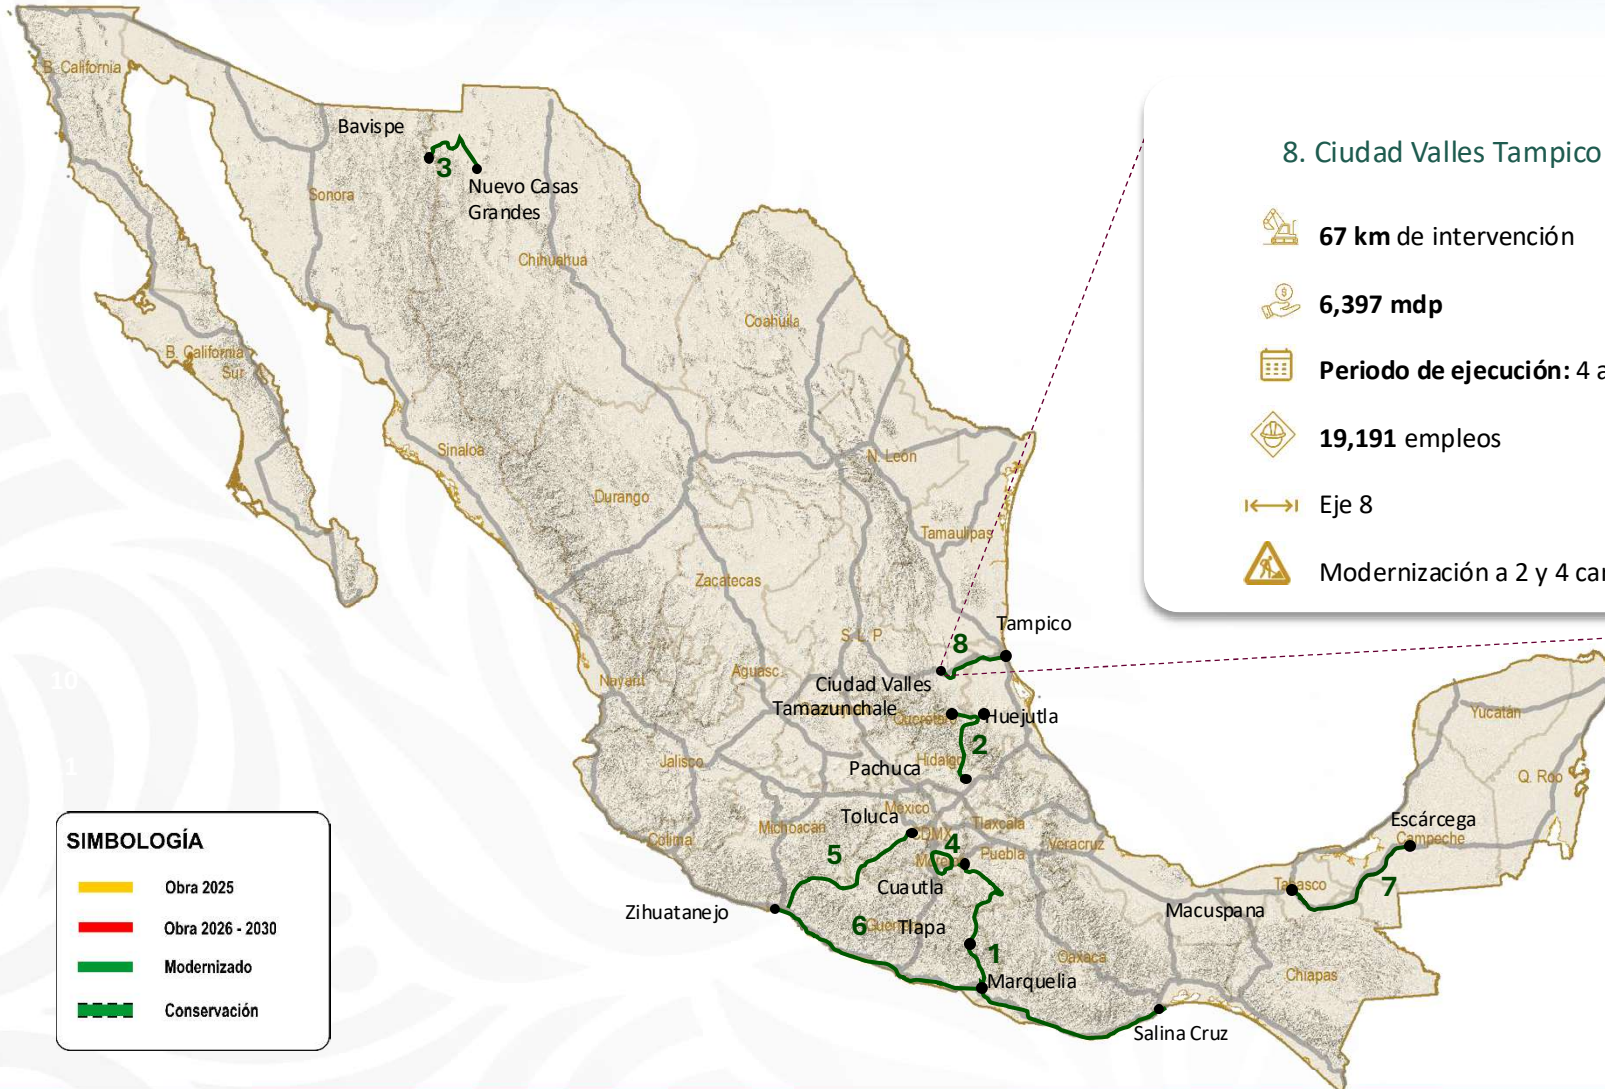 B. California
Bavispe
3
Nuevo Casas
Grandes
Sonora
Chihuahua
Coahuila
B. California
Sur
Sinaloa
Durango
N. León
Tamaulipas
Zacatecas
S. L. P
Tampico
8
Aguasc
Nayarit
Ciudad Valles
Tamazunchale
Huejutla
2
Hidalgo
Pachuca
Jalisco
México
Toluca
Tlaxcala
Michoacán
Colima
5
4
Puebla
Veracruz
Cuautla
Zihuatanejo
6
Tlapa
1
Oaxaca
Marquelia
Salina Cruz
Yucatán
Q. Roo
Escárcega
Campeche
Tabasco
7
Macuspana
Chiapas
8. Ciudad Valles Tampico
67 km de intervención
6,397 mdp
Periodo de ejecución: 4 a
19,191 empleos
Eje 8
Modernización a 2 y 4 car
10
1
SIMBOLOGÍA
Obra 2025
Obra 2026 - 2030
Modernizado
Conservación